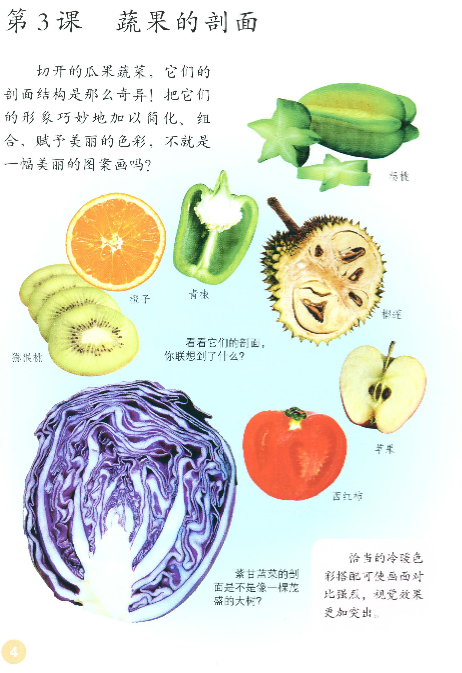 第3课 蔬果的剖面
切开的瓜果蔬菜，它们的
剖面结构是那么奇异！把它们
的形象巧妙地加以简化、组
合，赋予美丽的色彩，不就是
一幅美丽的图案画吗？
杨桃
橙子
青椒
榴莲
猕猴桃
看看它们的剖面，
你联想到了什么？
苹果
西红柿
紫甘蓝菜的剖
面是不是像一棵茂
盛的大树？
恰当的冷暖色
彩搭配可使画面对
比强烈，视觉效果
更加突出。
4